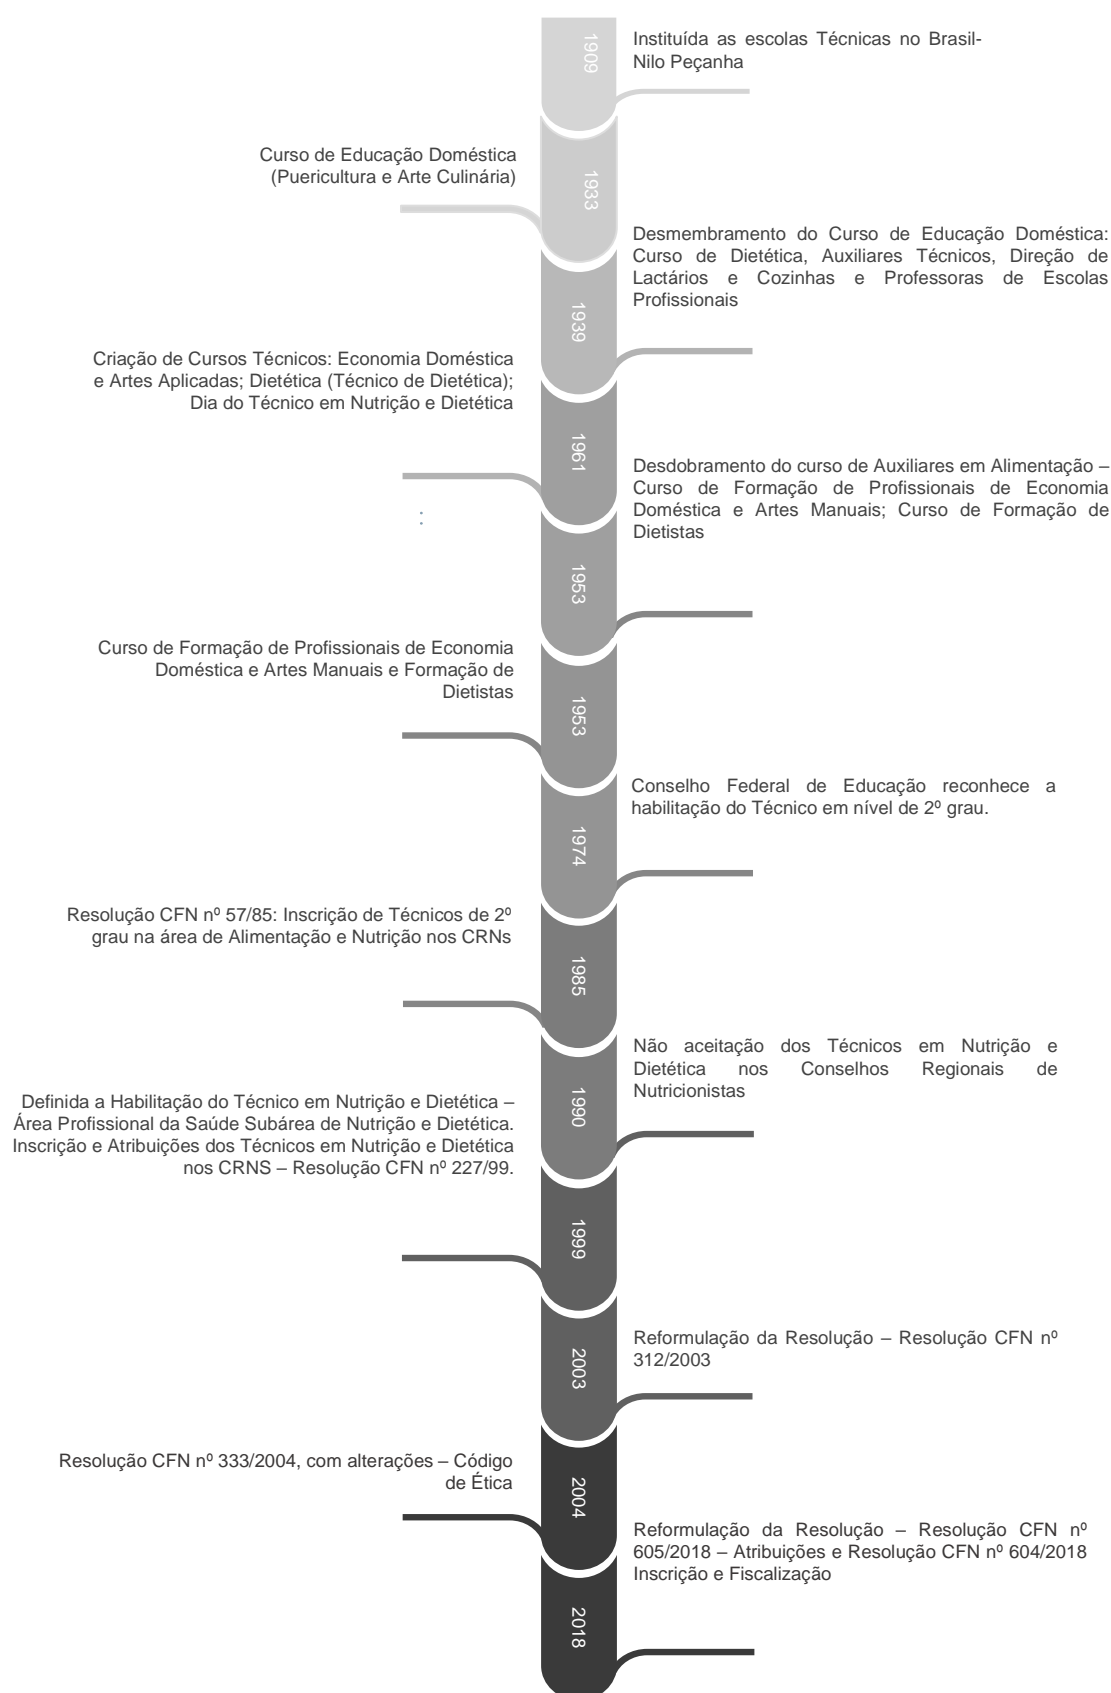 1909
Instituída as escolas Técnicas no Brasil-
Nilo Peçanha
Curso de Educação Doméstica
(Puericultura e Arte Culinária)
1933
Desmembramento do Curso de Educação Doméstica:
Curso de Dietética, Auxiliares Técnicos, Direção de
Lactários e Cozinhas e Professoras de Escolas
Profissionais
1939
Criação de Cursos Técnicos: Economia Doméstica
e Artes Aplicadas; Dietética (Técnico de Dietética);
Dia do Técnico em Nutrição e Dietética
1961
:
Desdobramento do curso de Auxiliares em Alimentação –
Curso de Formação de Profissionais de Economia
Doméstica e Artes Manuais; Curso de Formação de
Dietistas
1953
Curso de Formação de Profissionais de Economia
Doméstica e Artes Manuais e Formação de
Dietistas
1953
Conselho Federal de Educação reconhece a
habilitação do Técnico em nível de 2º grau.
1974
Resolução CFN nº 57/85: Inscrição de Técnicos de 2º
grau na área de Alimentação e Nutrição nos CRNs
1985
Não aceitação dos Técnicos em Nutrição e
Dietética nos Conselhos Regionais de
Nutricionistas
1990
Definida a Habilitação do Técnico em Nutrição e Dietética –
Área Profissional da Saúde Subárea de Nutrição e Dietética.
Inscrição e Atribuições dos Técnicos em Nutrição e Dietética
nos CRNS – Resolução CFN nº 227/99.
1999
Reformulação da Resolução – Resolução CFN nº
312/2003
2003
Resolução CFN nº 333/2004, com alterações – Código
de Ética
2004
Reformulação da Resolução – Resolução CFN nº
605/2018 – Atribuições e Resolução CFN nº 604/2018
Inscrição e Fiscalização
2018